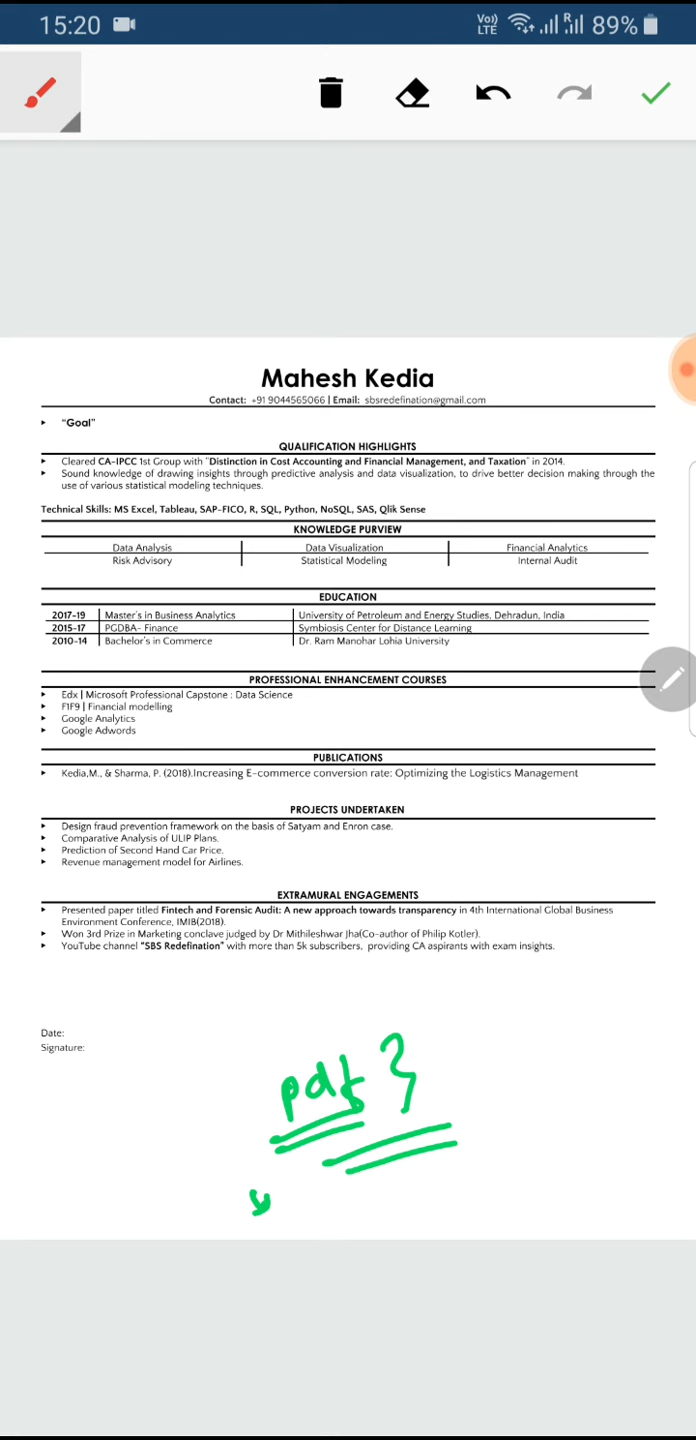 15:20 Vo)) LTE R 89%
Mahesh Kedia
Contact: +91 9044565066 | Email: sbsredefination@gmail.com
“Goal”
QUALIFICATION HIGHLIGHTS
Cleared CA-IPCC 1st Group with "Distinction in Cost Accounting and Financial Management, and Taxation" in 2014.
Sound knowledge of drawing insights through predictive analysis and data visualization, to drive better decision making through the
use of various statistical modeling techniques.
Technical Skills: MS Excel, Tableau, SAP-FICO, R, SQL, Python, NoSQL, SAS, Qlik Sense
KNOWLEDGE PURVIEW
Data Analysis Data Visualization Financial Analytics
Risk Advisory Statistical Modeling Internal Audit
EDUCATION
2017-19 Master's in Business Analytics University of Petroleum and Energy Studies, Dehradun, India
2015-17 PGDBA- Finance Symbiosis Center for Distance Learning
2010-14 Bachelor's in Commerce Dr. Ram Manohar Lohia University
PROFESSIONAL ENHANCEMENT COURSES
Edx | Microsoft Professional Capstone : Data Science
F1F9 | Financial modelling
Google Analytics
Google Adwords
PUBLICATIONS
Kedia,M., & Sharma, P. (2018).Increasing E-commerce conversion rate: Optimizing the Logistics Management
PROJECTS UNDERTAKEN
Design fraud prevention framework on the basis of Satyam and Enron case.
Comparative Analysis of ULIP Plans.
Prediction of Second Hand Car Price.
Revenue management model for Airlines.
EXTRAMURAL ENGAGEMENTS
Presented paper titled Fintech and Forensic Audit: A new approach towards transparency in 4th International Global Business
Environment Conference, IMIB(2018).
Won 3rd Prize in Marketing conclave judged by Dr Mithileshwar Jha(Co-author of Philip Kotler).
YouTube channel “SBS Redefination” with more than 5k subscribers, providing CA aspirants with exam insights.
Date:
Signature:
pdf }